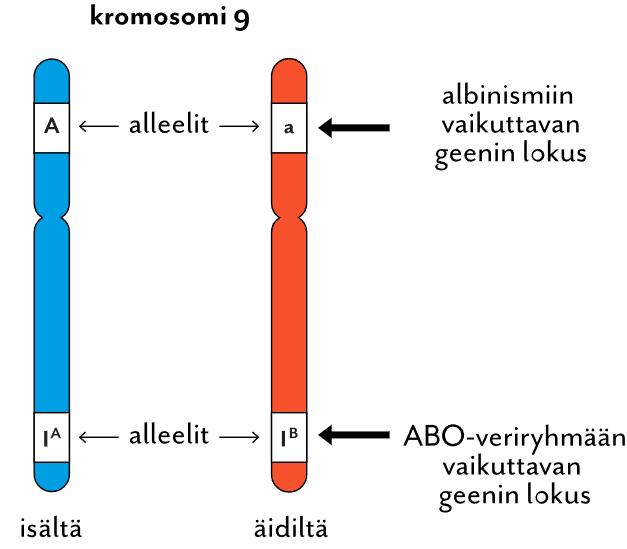 kromosomi 9
A
alleelit
a
albinismiin
vaikuttavan
geenin lokus
I^A
alleelit
I^B
ABO-veriryhmään
vaikuttavan
geenin lokus
isältä
äidiltä